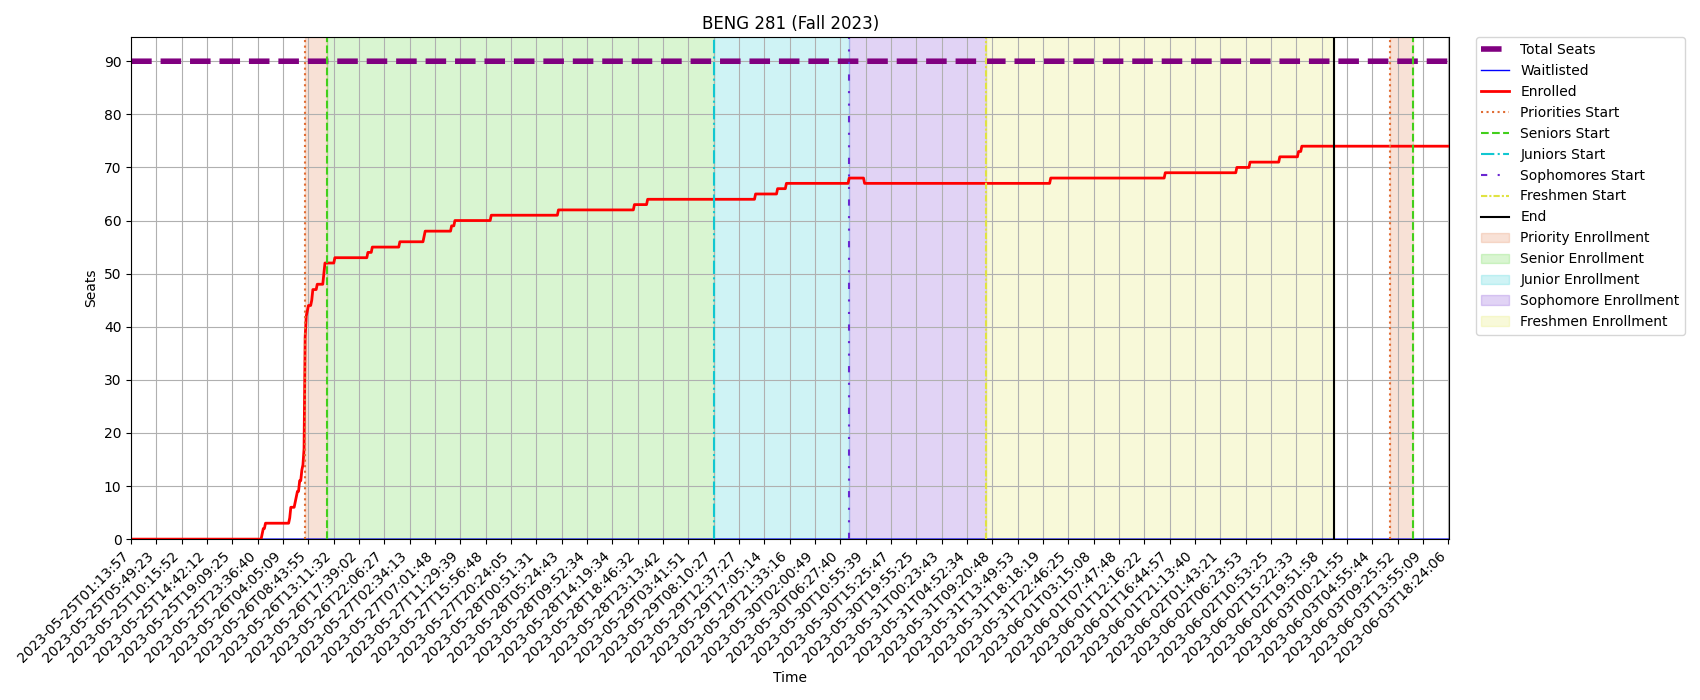 BENG 281 (Fall 2023)
Seats
90
80
70
60
50
40
30
20
10
0
2023-05-25T01:13:57
2023-05-25T05:49:23
2023-05-25T10:15:52
2023-05-25T14:42:12
2023-05-25T19:09:25
2023-05-25T23:36:40
2023-05-26T04:05:09
2023-05-26T08:43:55
2023-05-26T13:11:32
2023-05-26T17:39:02
2023-05-26T22:06:27
2023-05-27T02:34:13
2023-05-27T07:01:48
2023-05-27T11:29:39
2023-05-27T15:56:48
2023-05-27T20:24:05
2023-05-28T00:51:31
2023-05-28T05:24:43
2023-05-28T09:52:34
2023-05-28T14:19:34
2023-05-28T18:46:32
2023-05-28T23:13:42
2023-05-29T03:41:51
2023-05-29T08:10:27
2023-05-29T12:37:27
2023-05-29T17:05:14
2023-05-29T21:33:16
2023-05-30T02:00:49
2023-05-30T06:27:40
2023-05-30T10:55:39
2023-05-30T15:25:47
2023-05-30T19:55:25
2023-05-31T00:23:43
2023-05-31T04:52:34
2023-05-31T09:20:48
2023-05-31T13:49:53
2023-05-31T18:18:19
2023-05-31T22:46:25
2023-06-01T03:15:08
2023-06-01T07:47:48
2023-06-01T12:16:22
2023-06-01T16:44:57
2023-06-01T21:13:40
2023-06-02T01:43:21
2023-06-02T06:23:53
2023-06-02T10:53:25
2023-06-02T15:22:33
2023-06-02T19:51:58
2023-06-03T00:21:55
2023-06-03T04:55:44
2023-06-03T09:25:52
2023-06-03T13:55:09
2023-06-03T18:24:06
Time
Total Seats
Waitlisted
Enrolled
Priorities Start
Seniors Start
Juniors Start
Sophomores Start
Freshmen Start
End
Priority Enrollment
Senior Enrollment
Junior Enrollment
Sophomore Enrollment
Freshmen Enrollment